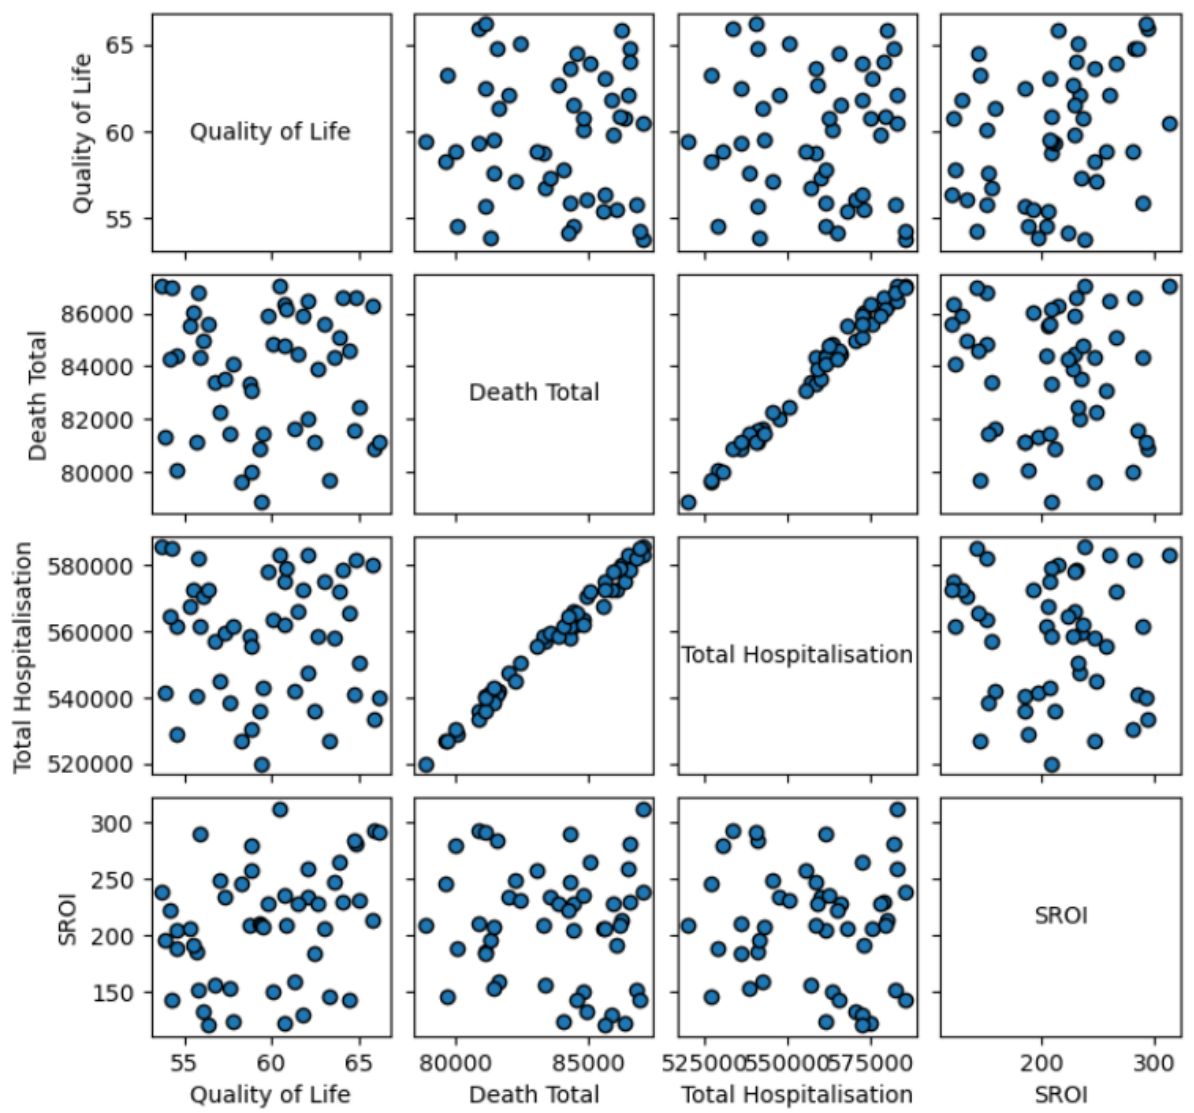 65
60
55
Quality of Life
Quality of Life
86000
84000
82000
80000
Death Total
Death Total
580000
560000
540000
520000
Total Hospitalisation
Total Hospitalisation
300
250
200
150
SROI
SROI
55 60 65 80000 85000 525000 550000 575000 200 300
Quality of Life Death Total Total Hospitalisation SROI